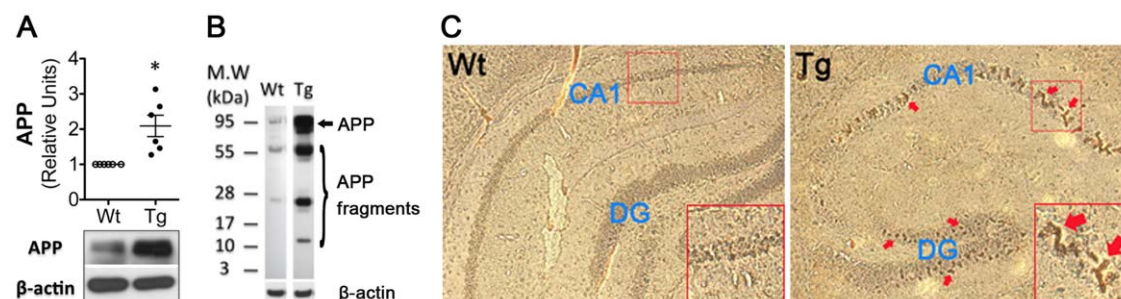 A
APP
(Relative Units)
4
3
2
1
0
*
Wt
Tg
APP
β-actin
B
M.W
(kDa)
Wt
Tg
95
55
28
17
10
3
APP
APP
fragments
β-actin
C
Wt
CA1
DG
Tg
CA1
DG